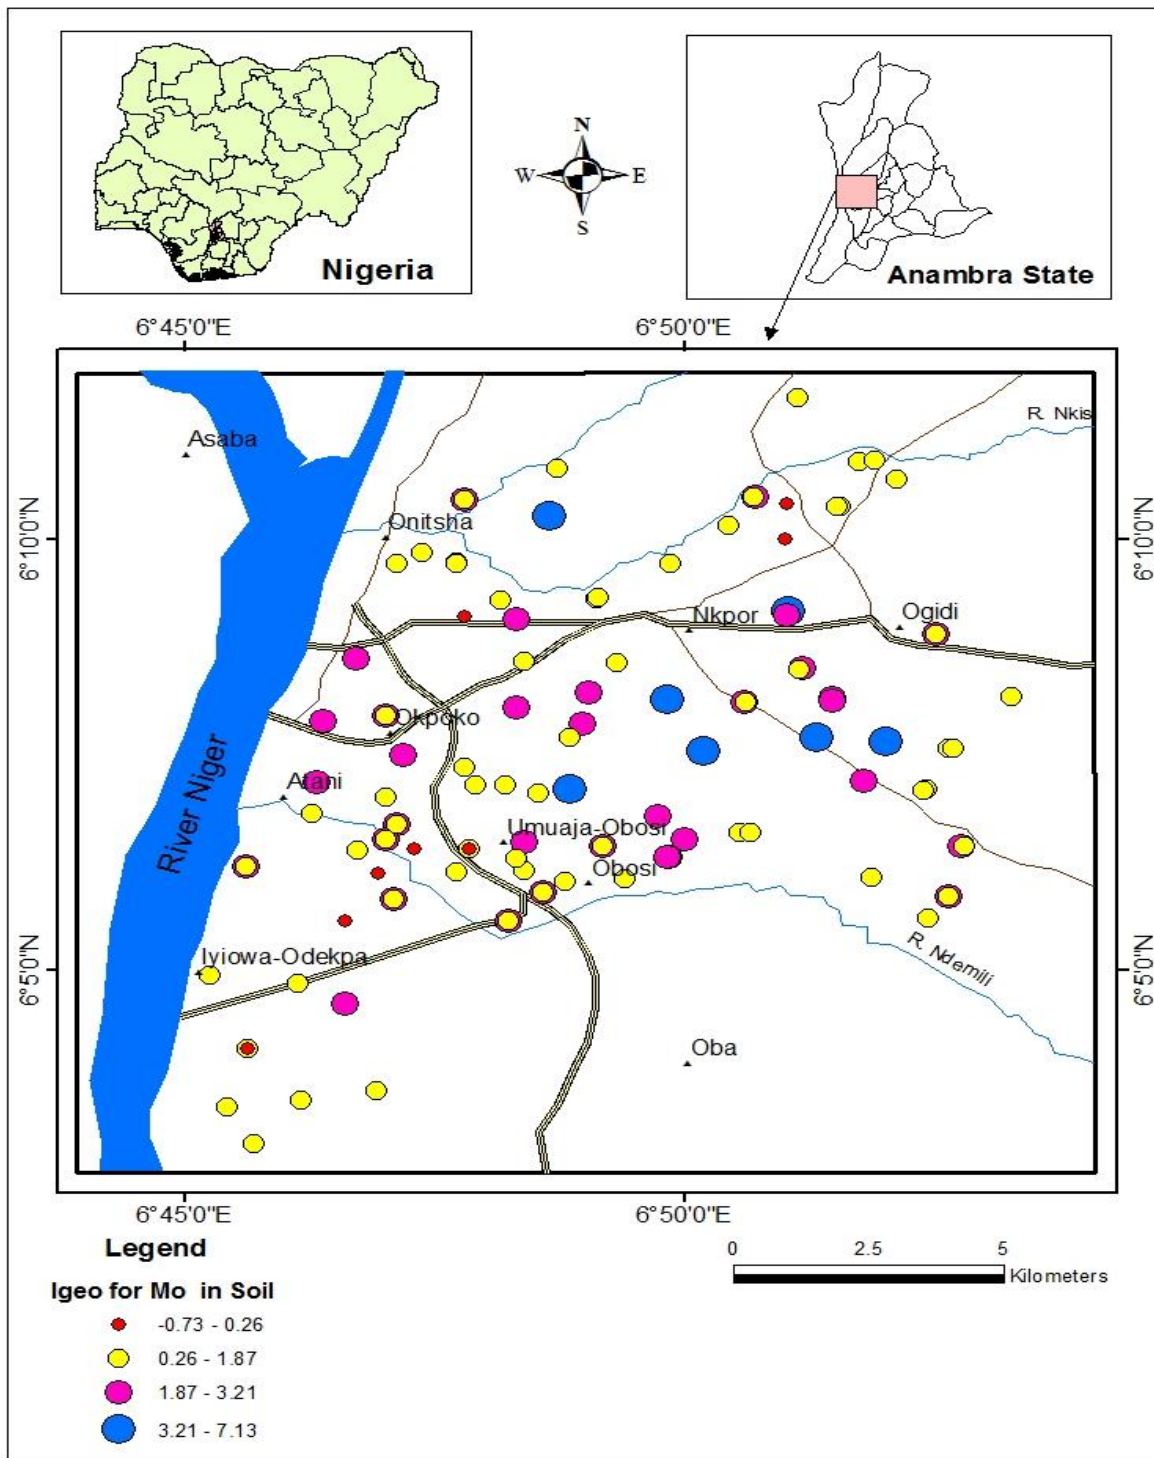 N
W E
S
Nigeria
Anambra State
6°45'0"E 6°50'0"E
R. Nkis
Asaba
Onitsha
6°10'0"N 6°10'0"N
Nkpor
Ogidi
Okpoko
River Niger
Atani
Umuaja-Obosi
Obosi
R. Ndemili
Iyiowa-Odekpa
6°5'0"N 6°5'0"N
Oba
6°45'0"E 6°50'0"E
Legend
0 2.5 5
Kilometers
Igeo for Mo in Soil
-0.73 - 0.26
0.26 - 1.87
1.87 - 3.21
3.21 - 7.13